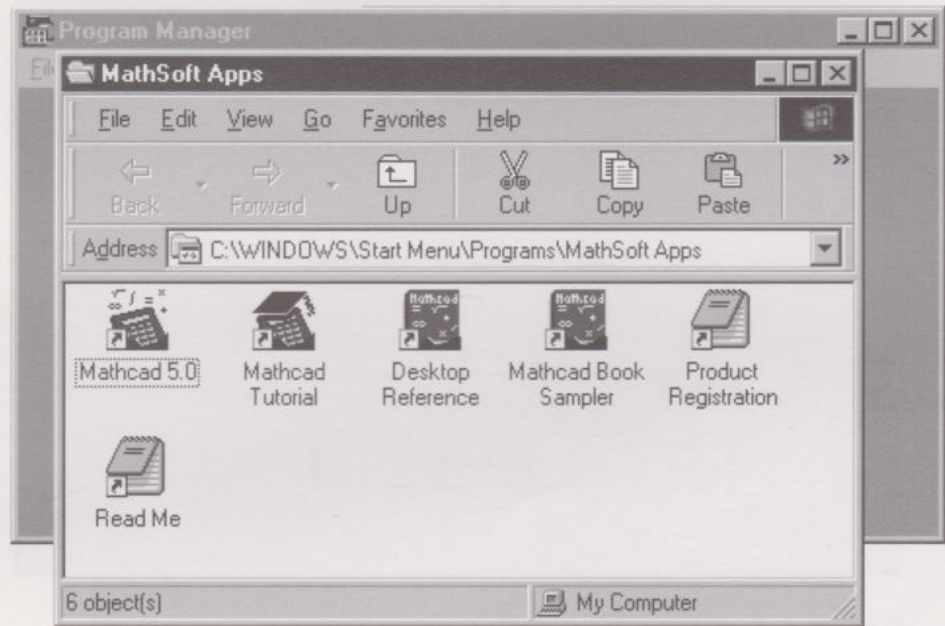 Program Manager
MathSoft Apps
File Edit View Go Favorites Help
Back Forward Up Cut Copy Paste
Address C:\WINDOWS\Start Menu\Programs\MathSoft Apps
Mathcad 5.0
Mathcad Tutorial
Desktop Reference
Mathcad Book Sampler
Product Registration
Read Me
6 object(s) My Computer